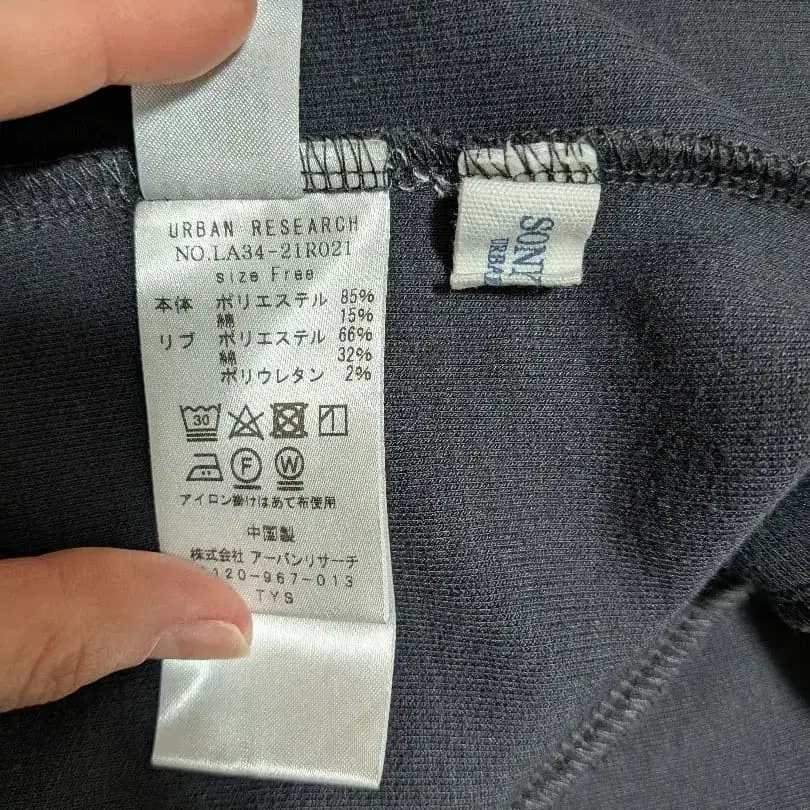 URBAN RESEARCH
NO.LA34-21R021
size Free
本体 ポリエステル 85%
綿 15%
リブ ポリエステル 66%
綿 32%
ポリウレタン 2%
30
F W
アイロン掛けはあて布使用
中国製
株式会社 アーバンリサーチ
120-967-013
TYS
SONY